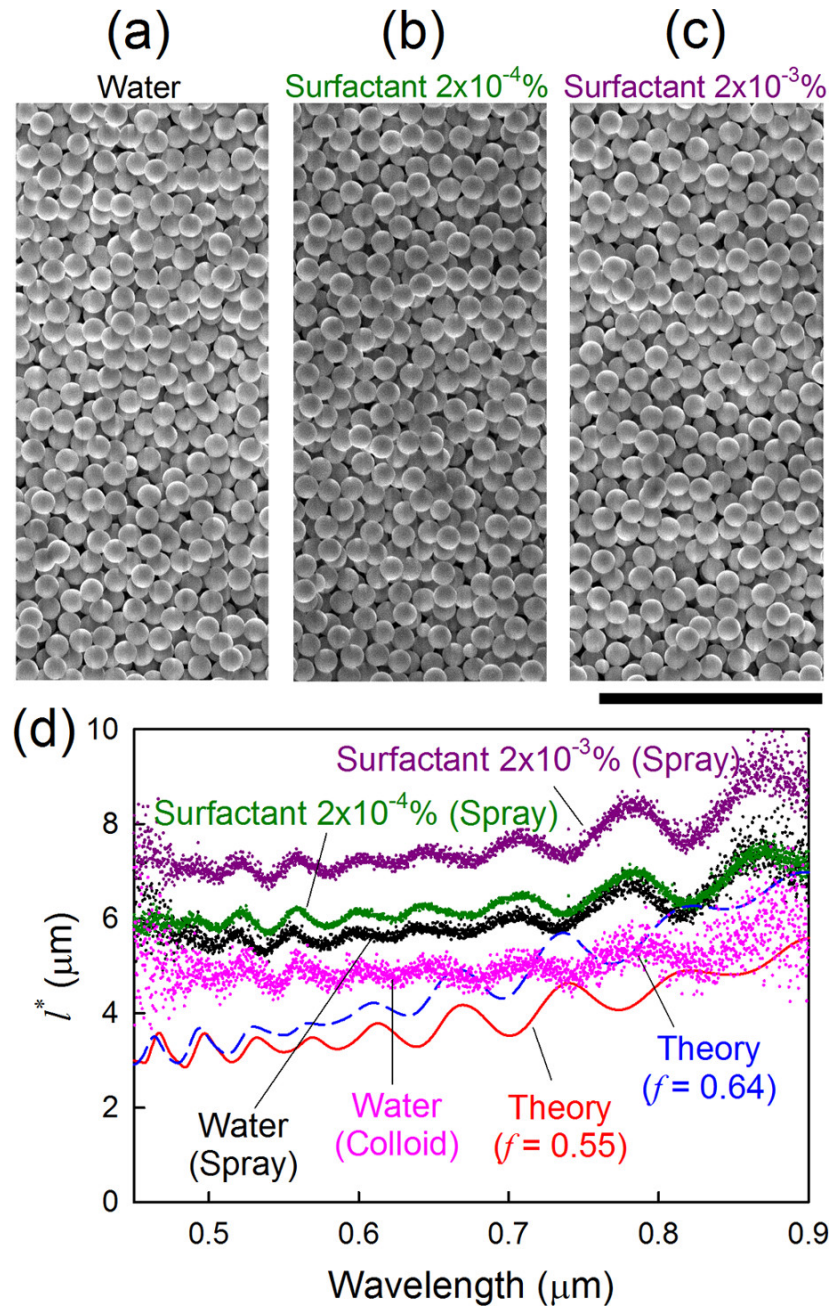 (a) (b) (c)
Water Surfactant 2x10⁻⁴% Surfactant 2x10⁻³%
(d)
10
8
6
4
2
0
l* (μm)
Surfactant 2x10⁻³% (Spray)
Surfactant 2x10⁻⁴% (Spray)
Water
(Spray)
Water
(Colloid)
Theory
(f = 0.55)
Theory
(f = 0.64)
0.5 0.6 0.7 0.8 0.9
Wavelength (μm)